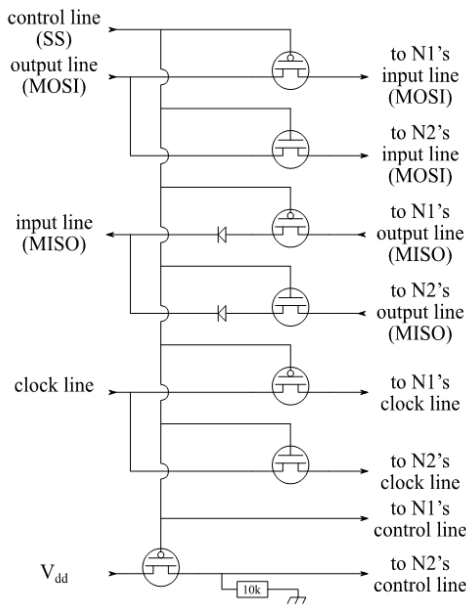 control line
(SS)
output line
(MOSI)
to N1's
input line
(MOSI)
to N2's
input line
(MOSI)
input line
(MISO)
to N1's
output line
(MISO)
to N2's
output line
(MISO)
clock line
to N1's
clock line
to N2's
clock line
to N1's
control line
Vdd
10k
to N2's
control line